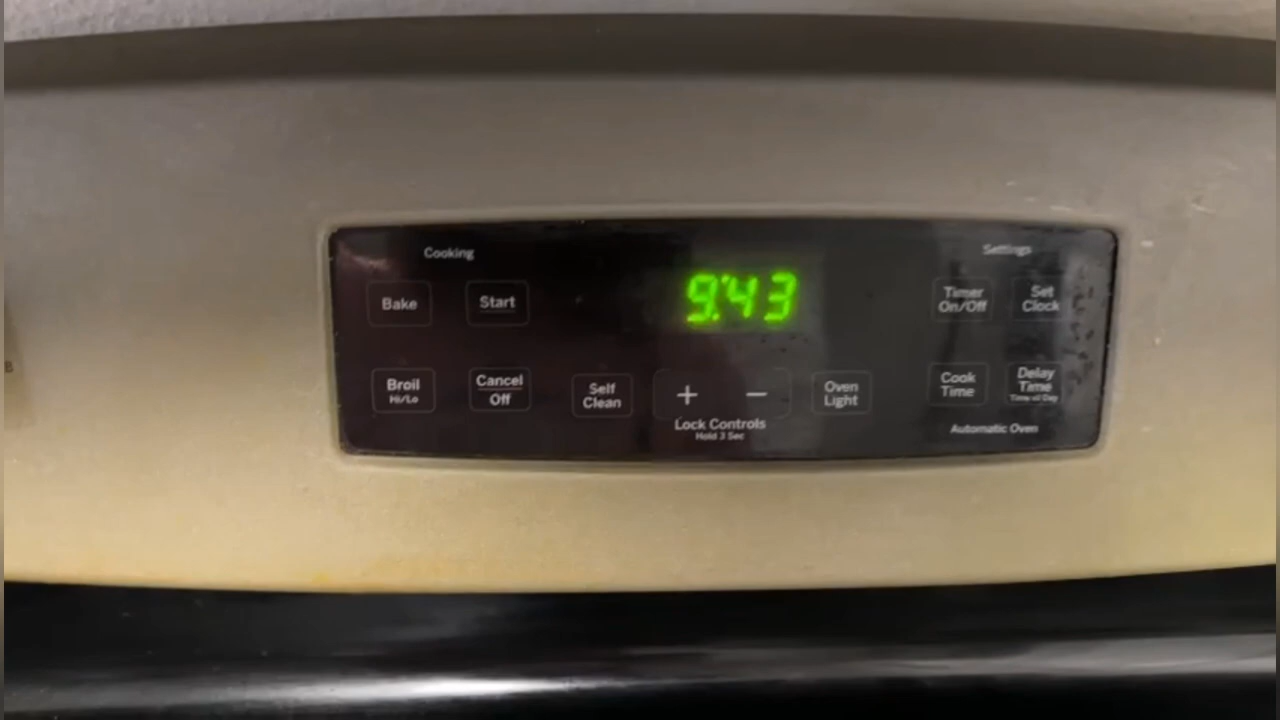 Cooking
Settings
Bake
Start
9:43
Timer
On/Off
Set
Clock
Broil
Hi/Lo
Cancel
Off
Self
Clean
+
−
Lock Controls
Hold 3 Sec
Oven
Light
Cook
Time
Delay
Time
Time of Day
Automatic Oven
B